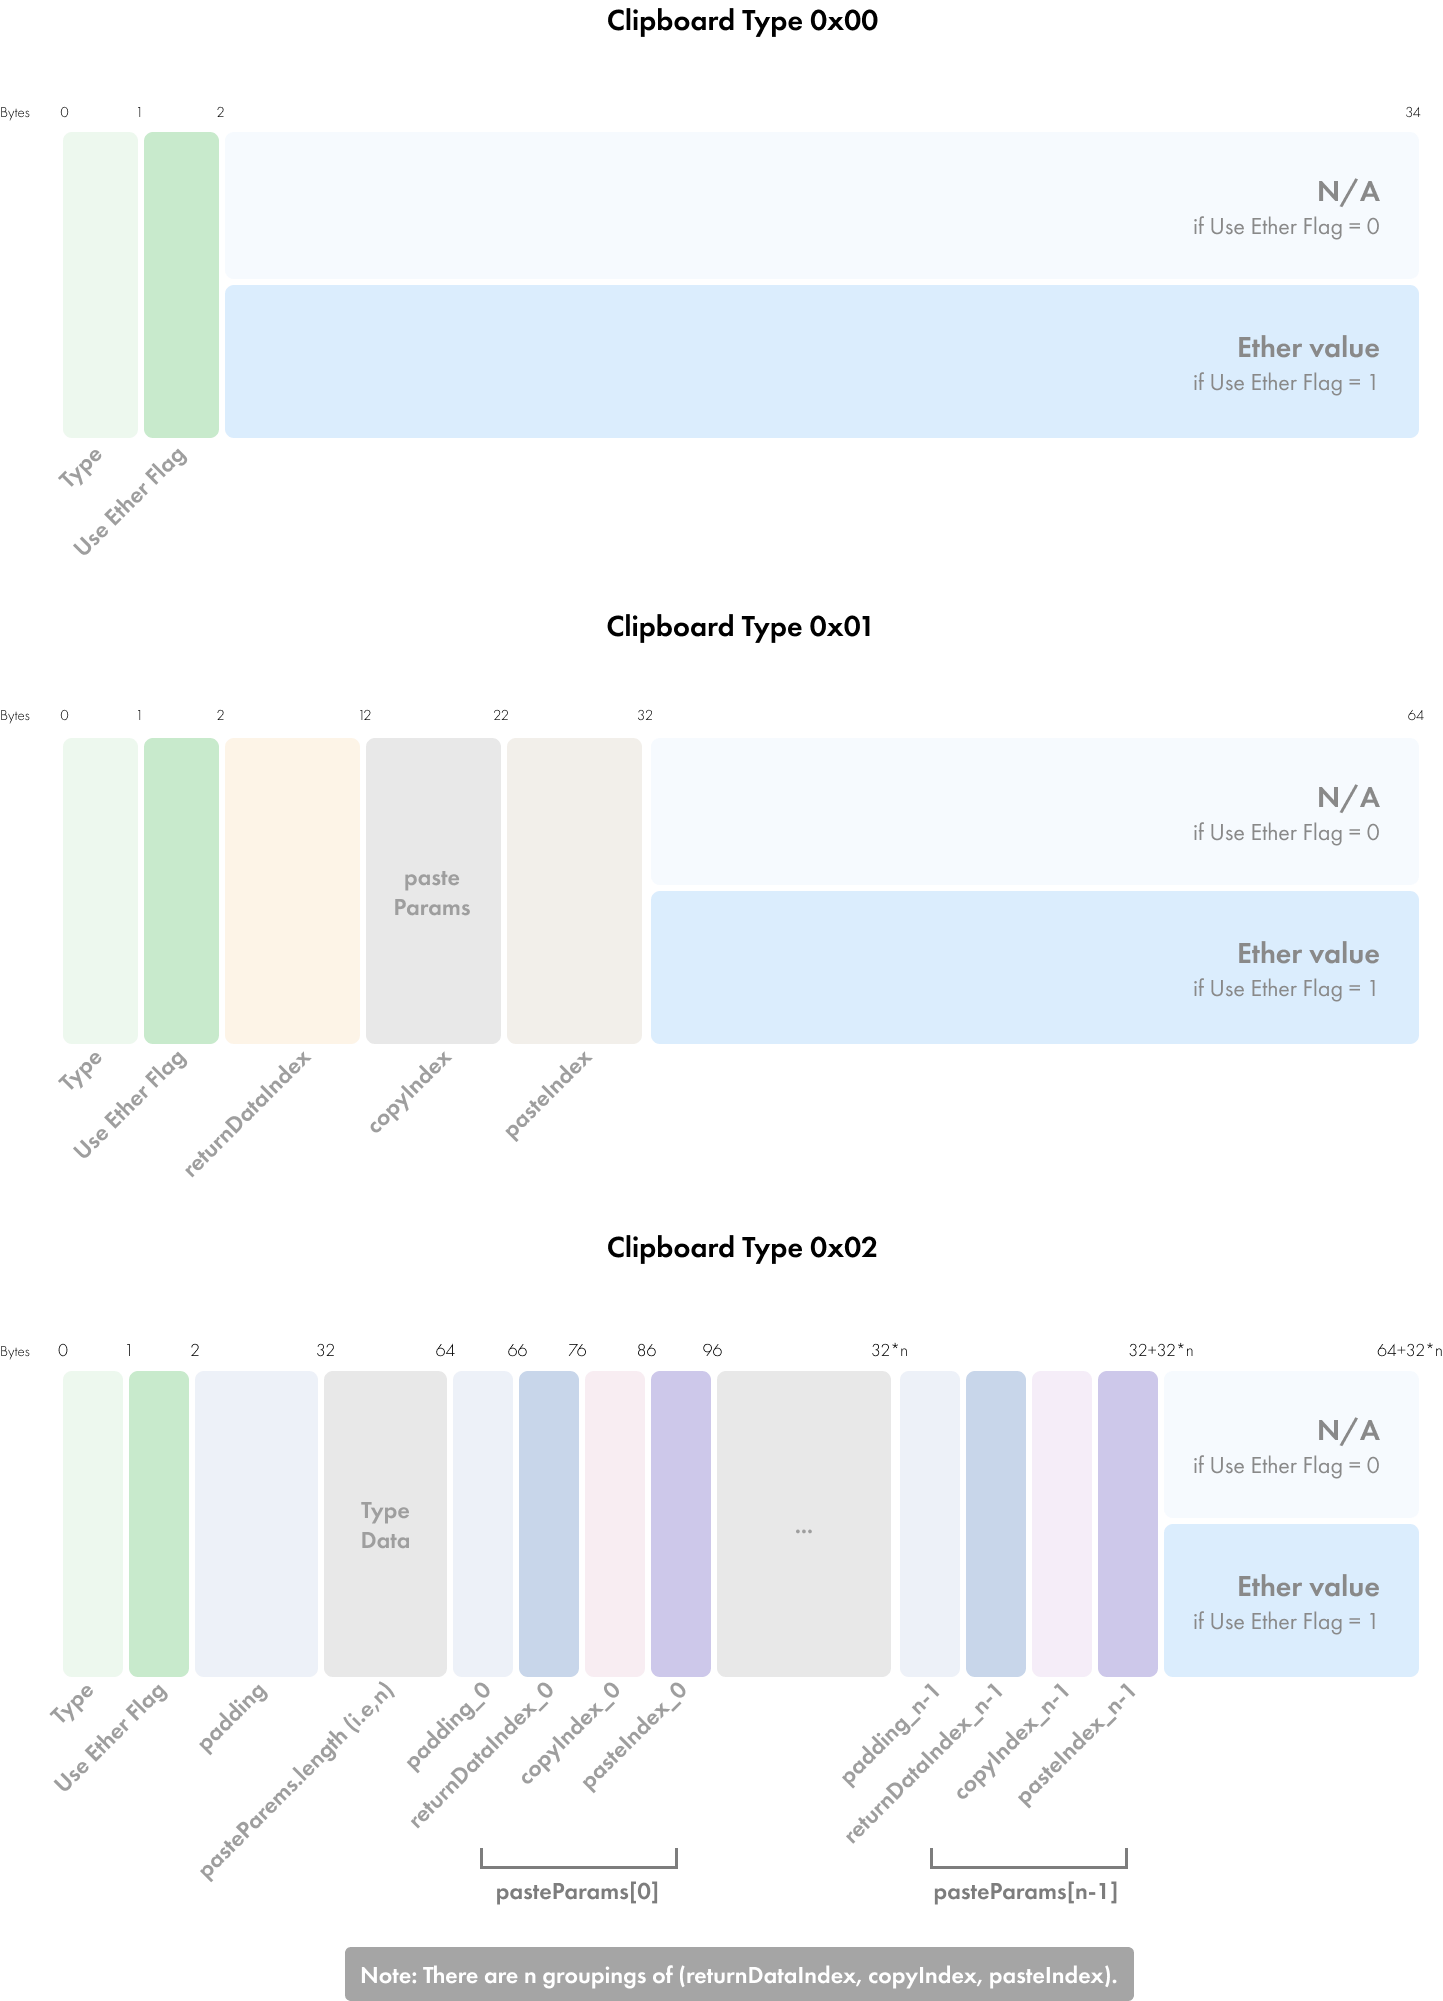 Clipboard Type 0x00
Bytes 0 1 2 34
N/A
if Use Ether Flag = 0
Ether value
if Use Ether Flag = 1
Type
Use Ether Flag
Clipboard Type 0x01
Bytes 0 1 2 12 22 32 64
N/A
if Use Ether Flag = 0
paste
Params
Ether value
if Use Ether Flag = 1
Type
Use Ether Flag
returnDataIndex
copyIndex
pasteIndex
Clipboard Type 0x02
Bytes 0 1 2 32 64 66 76 86 96 32*n 32+32*n 64+32*n
N/A
if Use Ether Flag = 0
Type
Data
...
Ether value
if Use Ether Flag = 1
Type
Use Ether Flag
padding
pasteParems.length (i.e,n)
padding_0
returnDataIndex_0
copyIndex_0
pasteIndex_0
padding_n-1
returnDataIndex_n-1
copyIndex_n-1
pasteIndex_n-1
pasteParams[0]
pasteParams[n-1]
Note: There are n groupings of (returnDataIndex, copyIndex, pasteIndex).